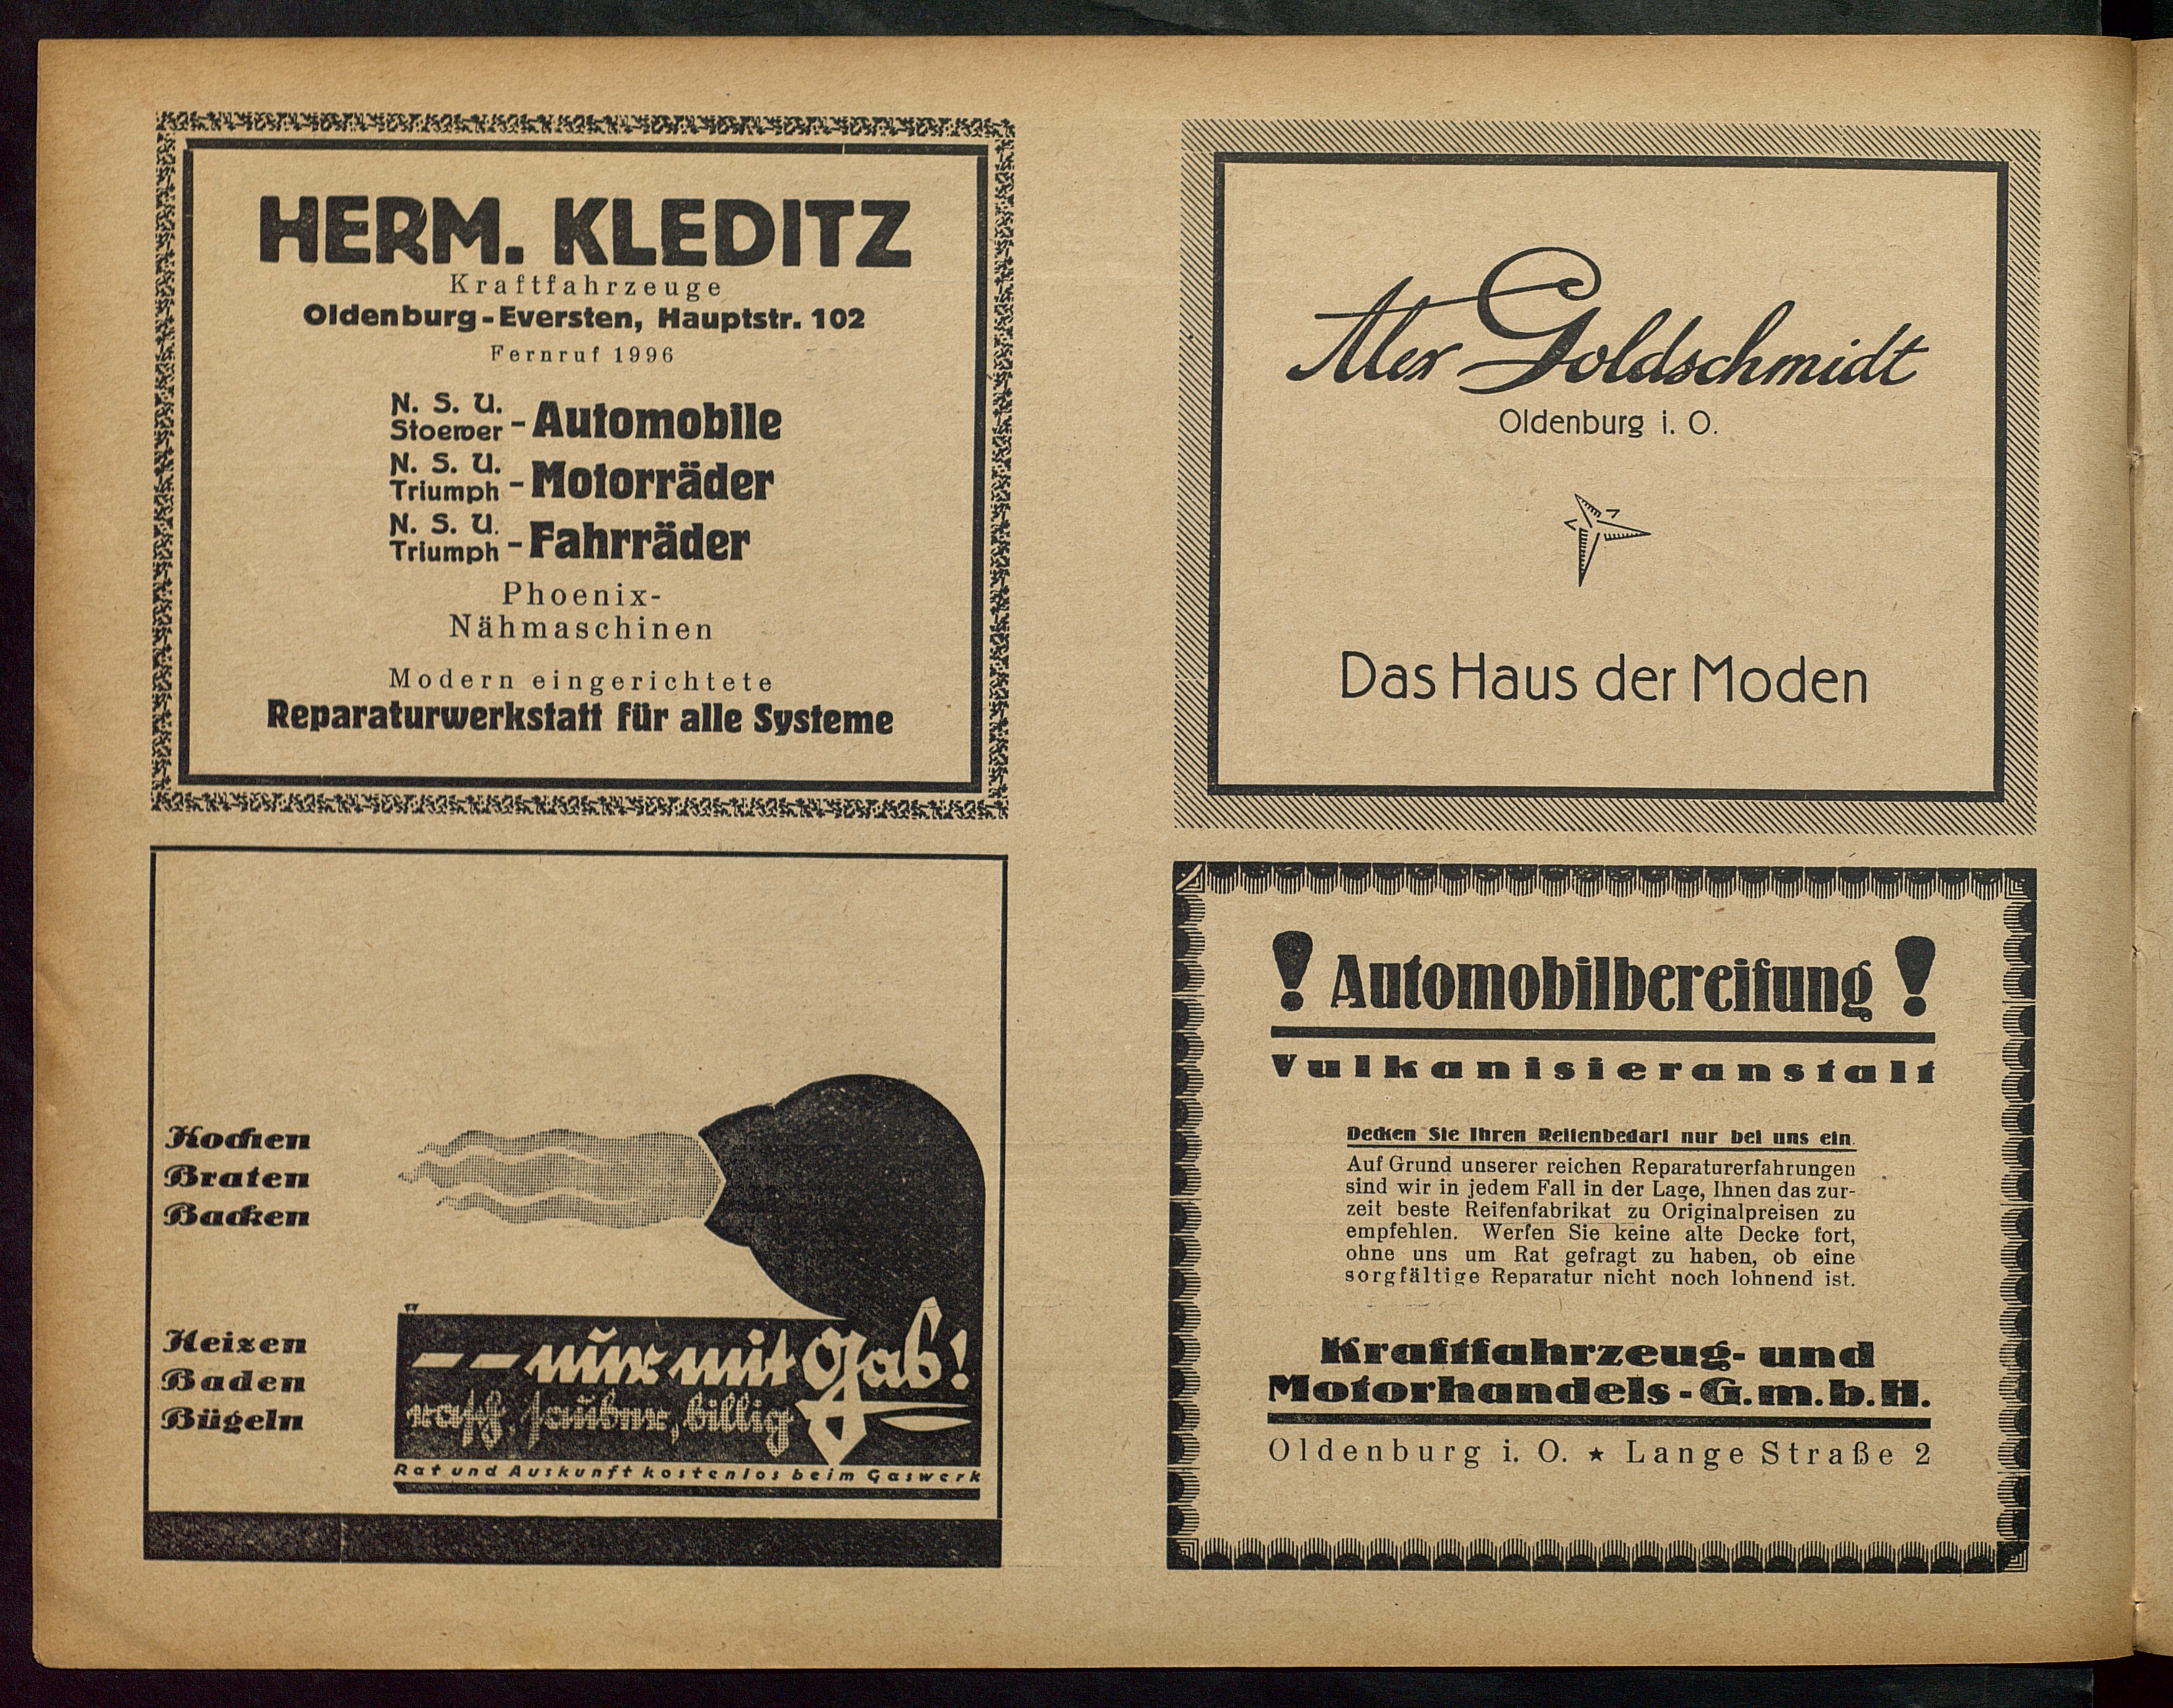 HERM. KLEDITZ
Kraftfahrzeuge
Oldenburg-Eversten, Hauptstr. 102
Fernruf 1996
N. S. U.
Stoewer - Automobile
N. S. U.
Triumph - Motorräder
N. S. U.
Triumph - Fahrräder
Phoenix-
Nähmaschinen
Modern eingerichtete
Reparaturwerkstatt für alle Systeme
Alex Goldschmidt
Oldenburg i. O.
Das Haus der Moden
Kochen
Braten
Backen
Heizen
Baden
Bügeln
— — nur mit Gas!
rasch, sauber, billig
Rat und Auskunft kostenlos beim Gaswerk
! Automobilbereifung !
Vulkanisieranstalt
Decken Sie Ihren Reifenbedarf nur bei uns ein.
Auf Grund unserer reichen Reparaturerfahrungen
sind wir in jedem Fall in der Lage, Ihnen das zur-
zeit beste Reifenfabrikat zu Originalpreisen zu
empfehlen. Werfen Sie keine alte Decke fort,
ohne uns um Rat gefragt zu haben, ob eine
sorgfältige Reparatur nicht noch lohnend ist.
Kraftfahrzeug- und
Motorhandels-G.m.b.H.
Oldenburg i. O. ★ Lange Straße 2